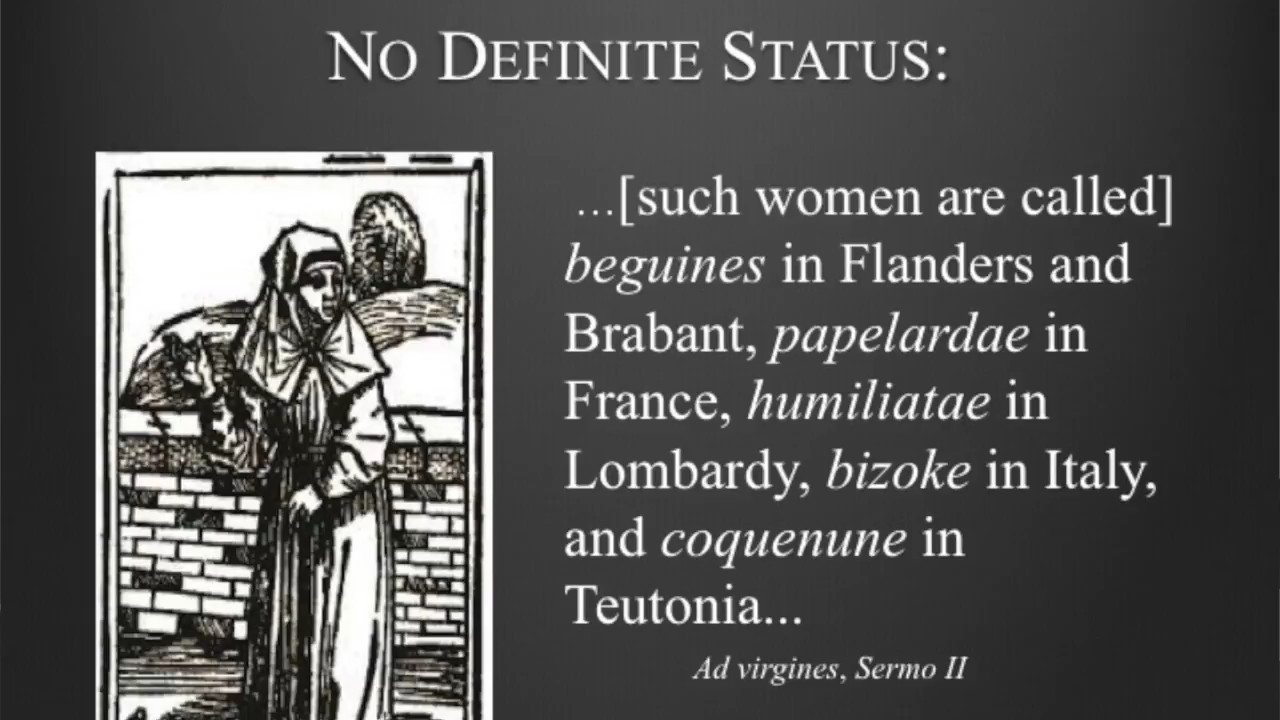 NO DEFINITE STATUS:
...[such women are called]
beguines in Flanders and
Brabant, papelardae in
France, humiliatae in
Lombardy, bizoke in Italy,
and coquenune in
Teutonia...
Ad virgines, Sermo II